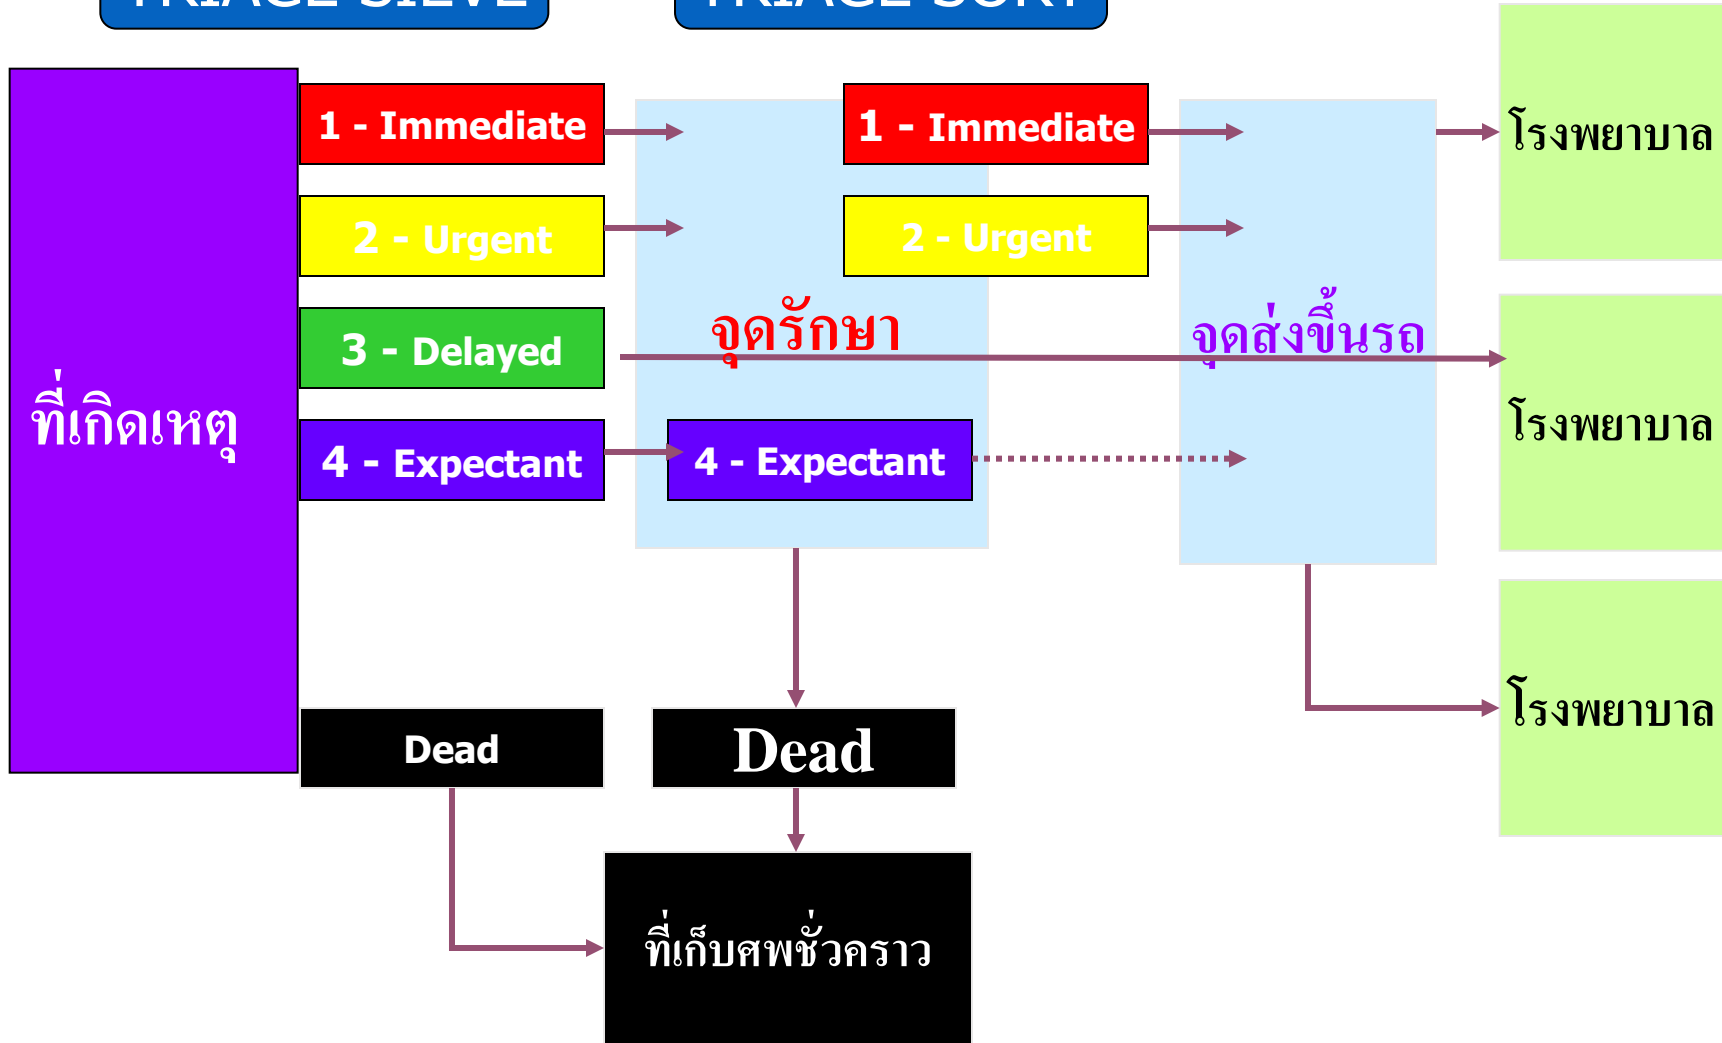 TRIAGE SIEVE
TRIAGE SORT
ที่เกิดเหตุ
1 - Immediate
2 - Urgent
3 - Delayed
4 - Expectant
Dead
จุดรักษา
1 - Immediate
2 - Urgent
4 - Expectant
Dead
ที่เก็บศพชั่วคราว
จุดส่งขึ้นรถ
โรงพยาบาล
โรงพยาบาล
โรงพยาบาล